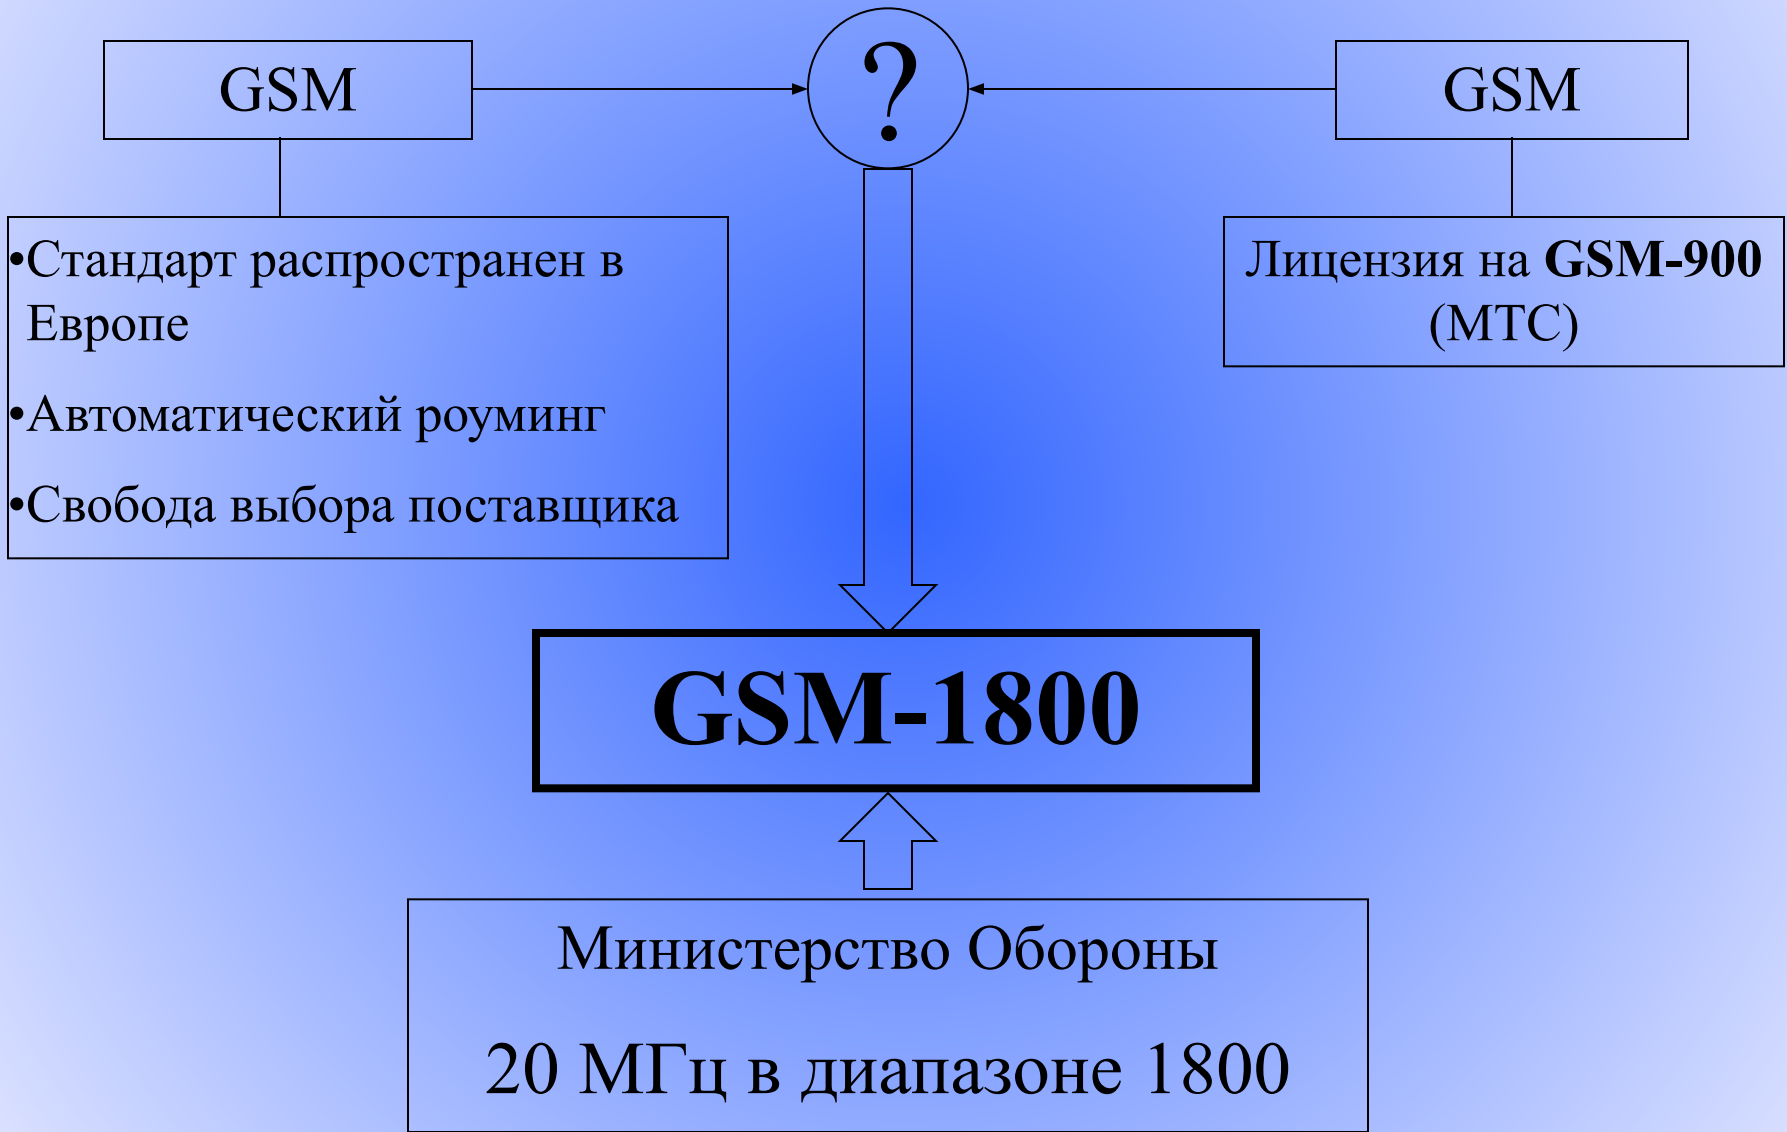 GSM
?
GSM
•Стандарт распространен в
Европе
•Автоматический роуминг
•Свобода выбора поставщика
Лицензия на GSM-900
(МТС)
GSM-1800
Министерство Обороны
20 МГц в диапазоне 1800